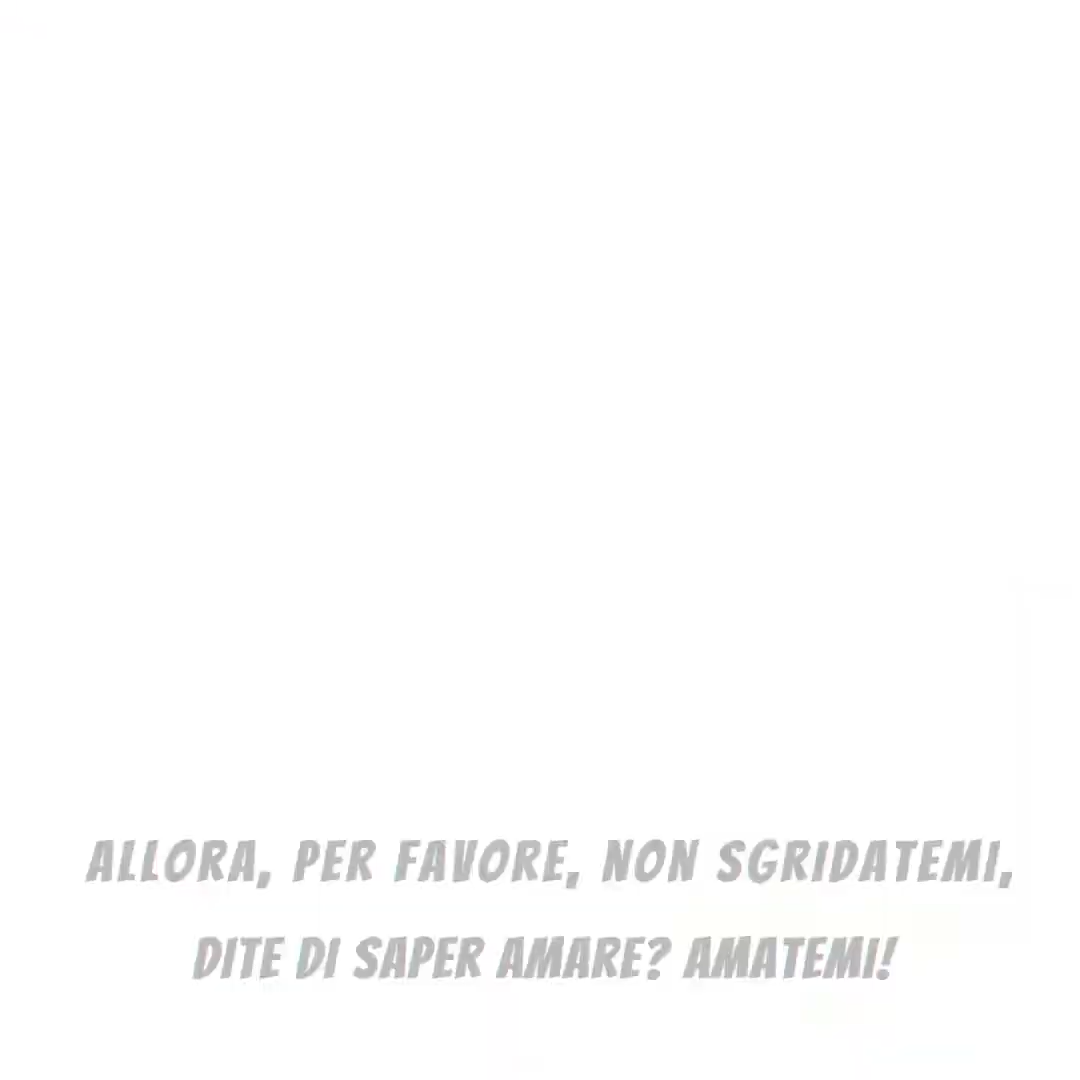 ALLORA, PER FAVORE, NON SGRIDATEMI,
DITE DI SAPER AMARE? AMATEMI!